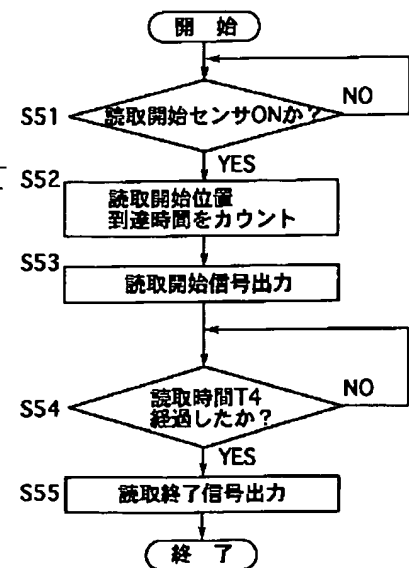 開 始
S51 読取開始センサONか? NO
YES
S52
読取開始位置
到達時間をカウント
S53
読取開始信号出力
読取時間T4 NO
S54 経過したか?
YES
S55 読取終了信号出力
終 了